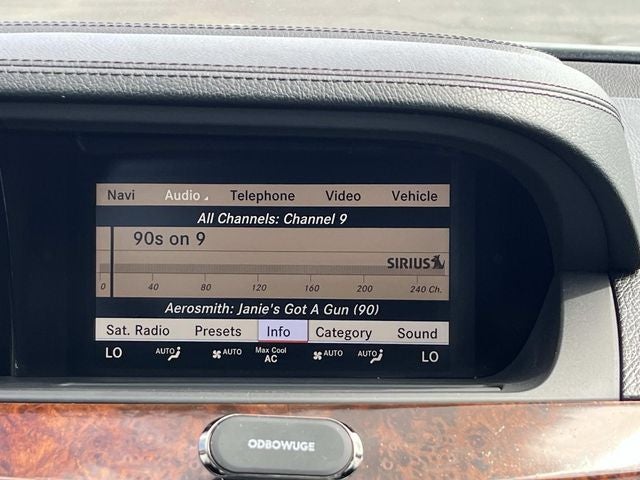 Navi Audio Telephone Video Vehicle
All Channels: Channel 9
90s on 9
SIRIUS
0 40 80 120 160 200 240 Ch.
Aerosmith: Janie's Got A Gun (90)
Sat. Radio Presets Info Category Sound
LO AUTO AUTO Max Cool AC AUTO AUTO LO
ODBOWUGE